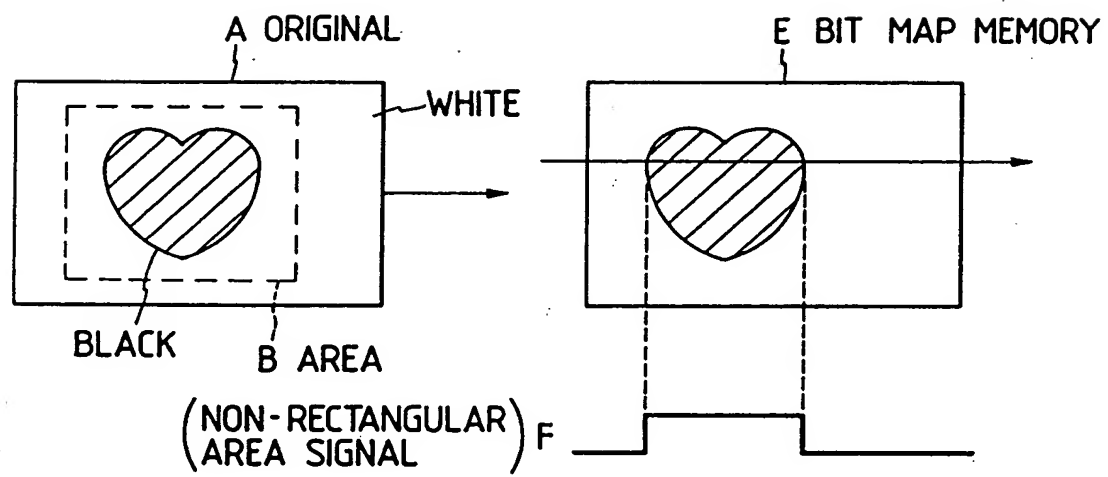 A ORIGINAL
E BIT MAP MEMORY
WHITE
BLACK
B AREA
(NON-RECTANGULAR
AREA SIGNAL) F